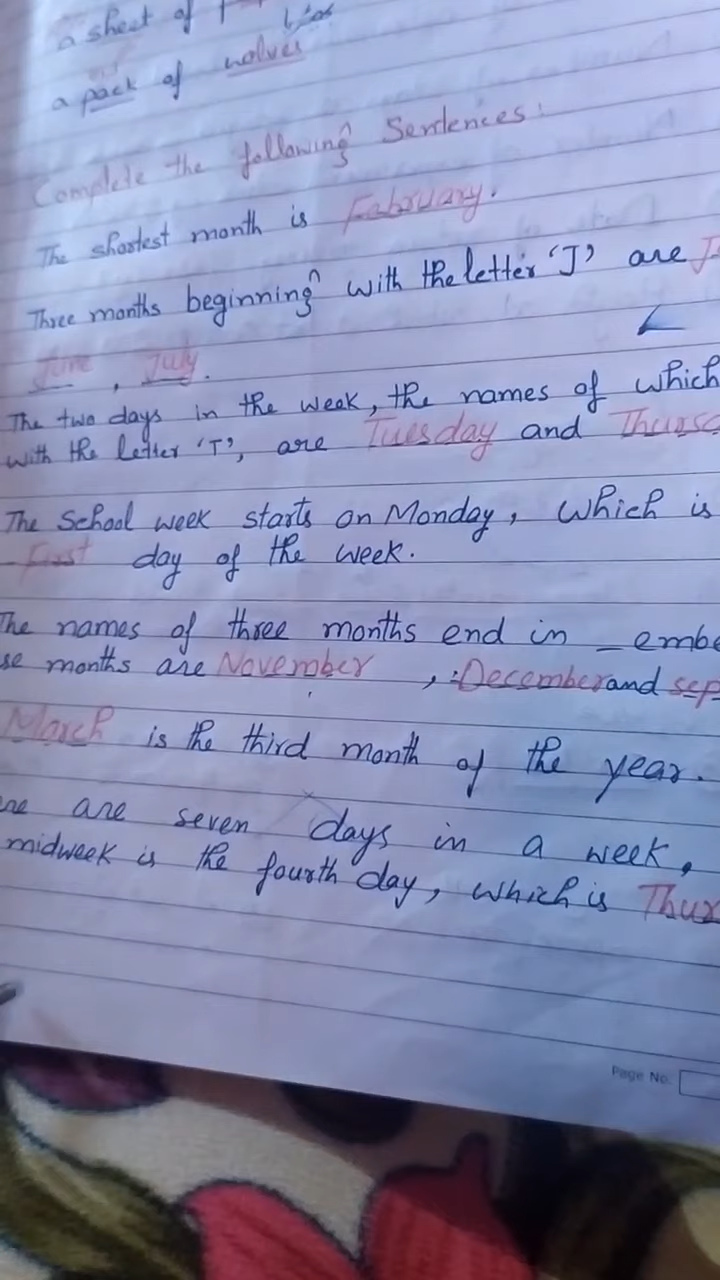 a sheet of
a pack of wolves
Complete the following Sentences:
The shortest month is Febuary.
Three months beginning with the letter 'J' are J
June , July.
The two days in the week, the names of which
with the letter 'T', are Tuesday and Thursd
The School week starts on Monday, which is
First day of the week.
The names of three months end in _embe
se months are November , :December and sep
March is the third month of the year.
are seven days in a week,
midweek is the fourth day, which is Thur
Page No.